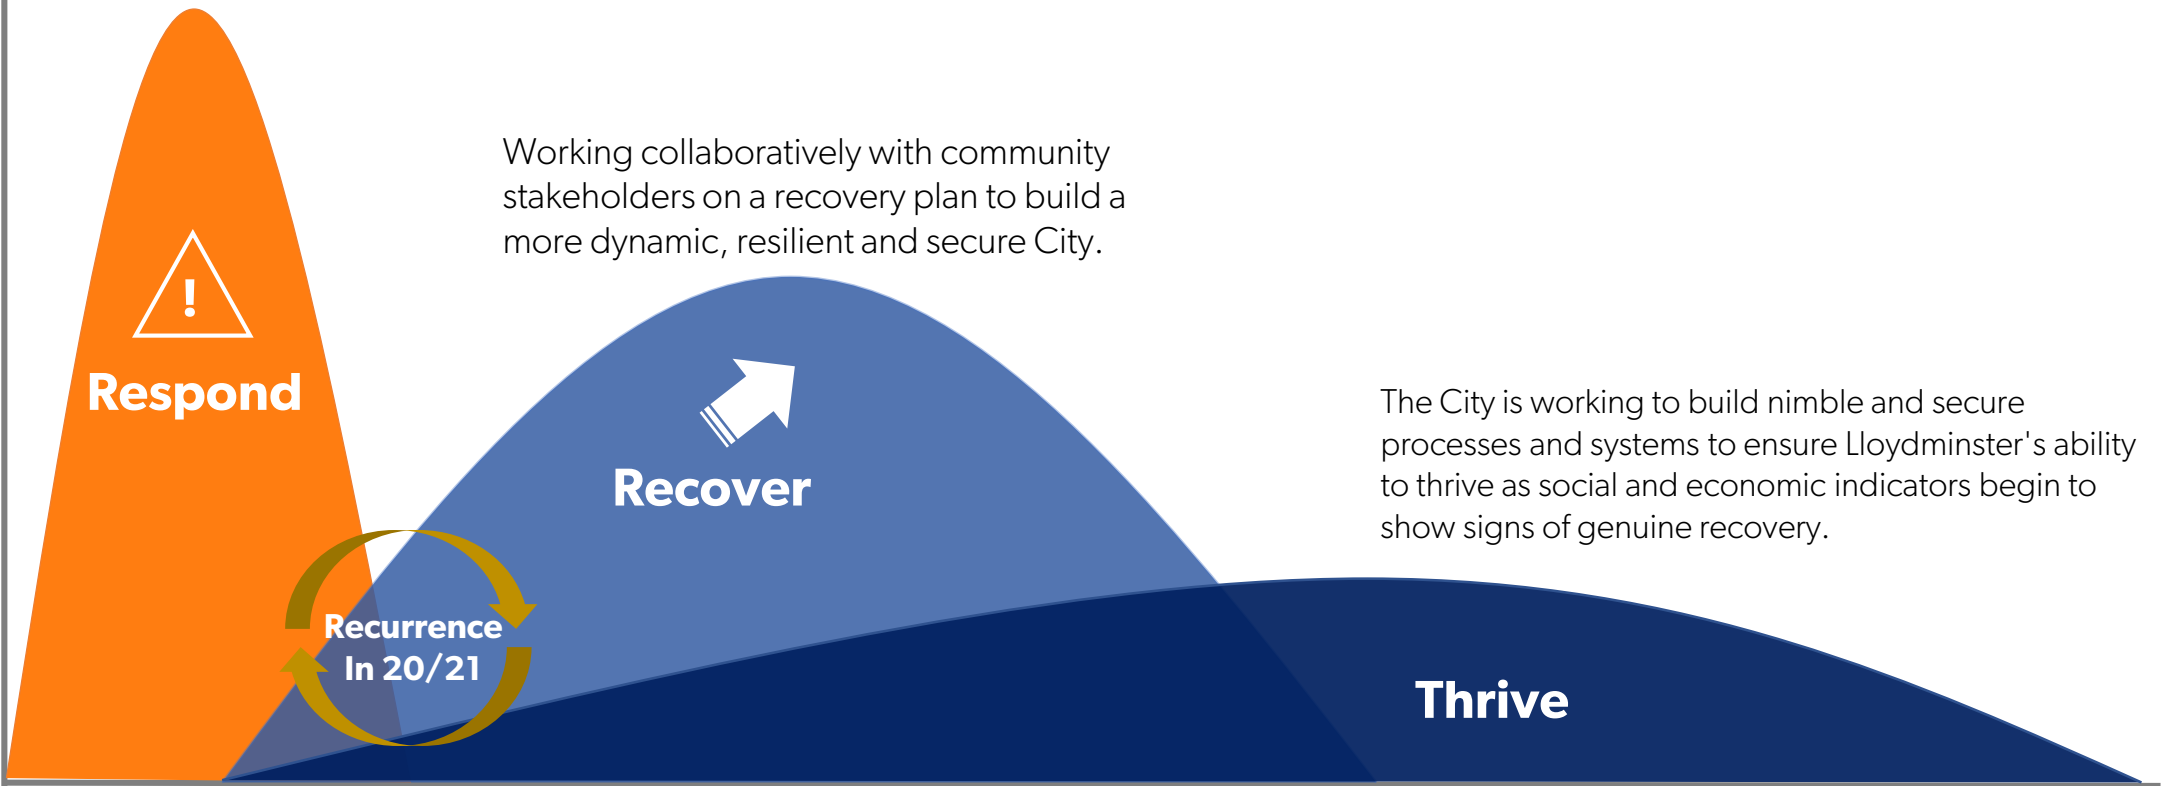 Working collaboratively with community
stakeholders on a recovery plan to build a
more dynamic, resilient and secure City.
!
Respond
Recover
The City is working to build nimble and secure
processes and systems to ensure Lloydminster's ability
to thrive as social and economic indicators begin to
show signs of genuine recovery.
Recurrence
In 20/21
Thrive